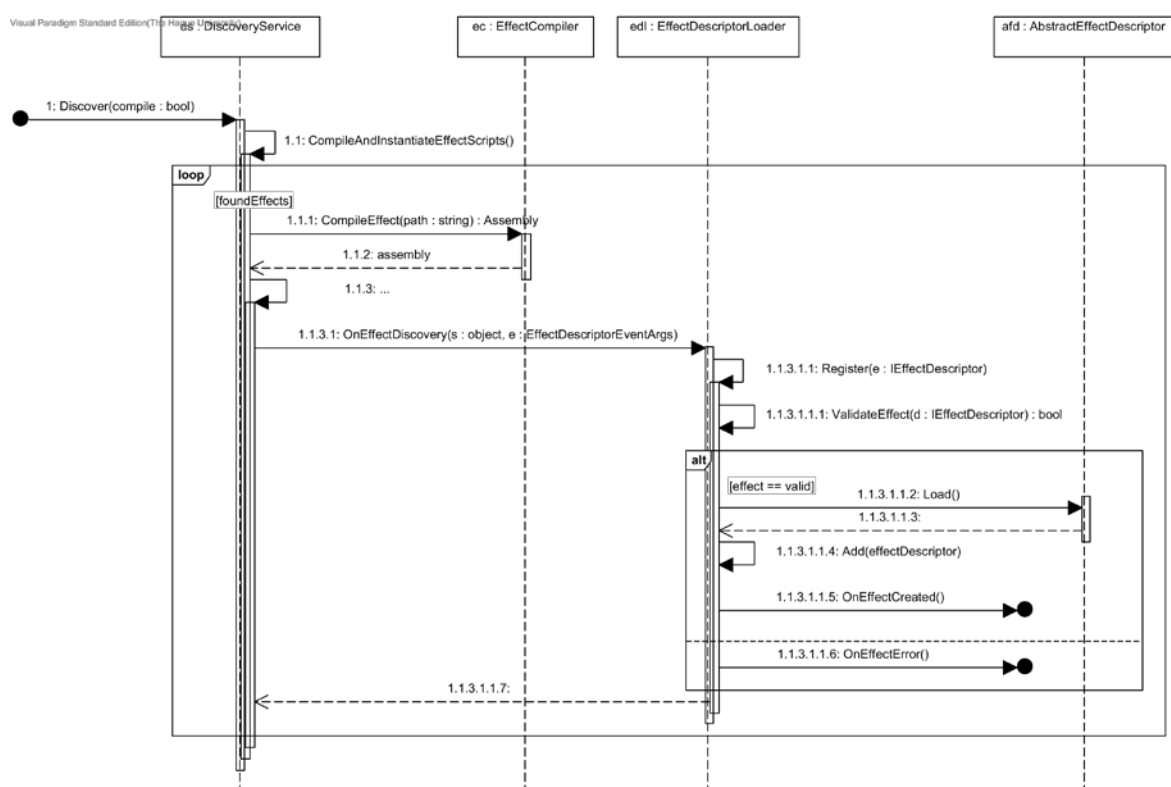 Visual Paradigm Standard Edition(The Hague University)
ds : DiscoveryService
ec : EffectCompiler
edl : EffectDescriptorLoader
afd : AbstractEffectDescriptor
1: Discover(compile : bool)
1.1: CompileAndInstantiateEffectScripts()
loop
[foundEffects]
1.1.1: CompileEffect(path : string) : Assembly
1.1.2: assembly
1.1.3: ...
1.1.3.1: OnEffectDiscovery(s : object, e : EffectDescriptorEventArgs)
1.1.3.1.1: Register(e : IEffectDescriptor)
1.1.3.1.1.1: ValidateEffect(d : IEffectDescriptor) : bool
alt
[effect == valid]
1.1.3.1.1.2: Load()
1.1.3.1.1.3:
1.1.3.1.1.4: Add(effectDescriptor)
1.1.3.1.1.5: OnEffectCreated()
1.1.3.1.1.6: OnEffectError()
1.1.3.1.1.7: